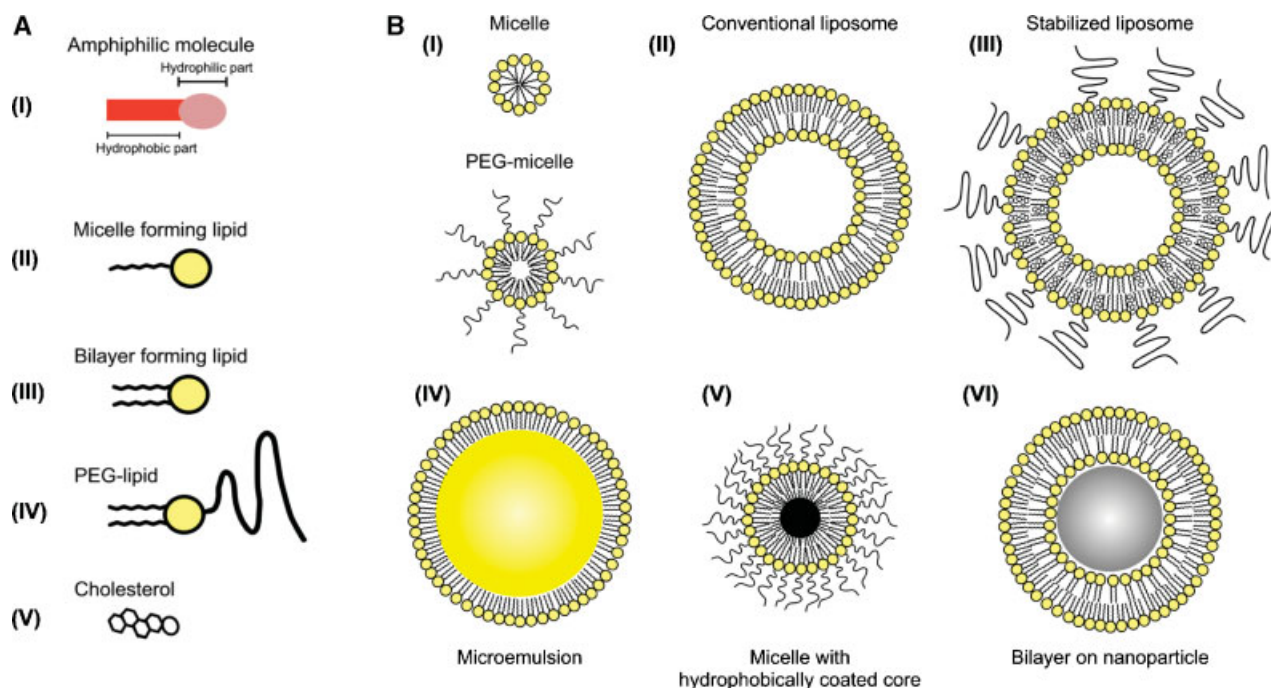 A
Amphiphilic molecule
Hydrophilic part
(I)
Hydrophobic part
Micelle forming lipid
(II)
Bilayer forming lipid
(III)
PEG-lipid
(IV)
Cholesterol
(V)
B
Micelle
(I)
PEG-micelle
Conventional liposome
(II)
Stabilized liposome
(III)
(IV)
Microemulsion
(V)
Micelle with
hydrophobically coated core
(VI)
Bilayer on nanoparticle